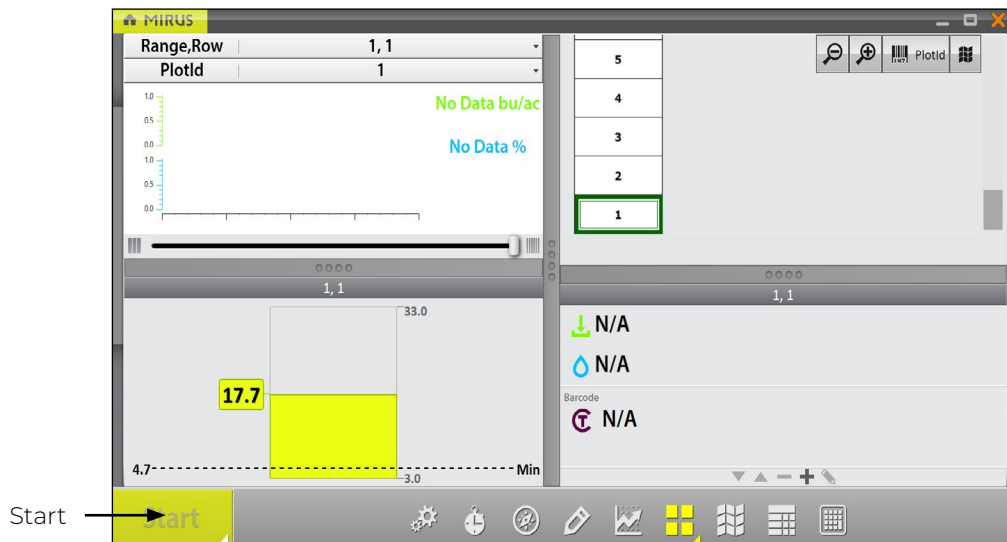 MIRUS
Range,Row 1, 1
PlotId 1
1.0
0.5
0.0
No Data bu/ac
1.0
0.5
0.0
No Data %
1, 1
33.0
17.7
4.7
Min
3.0
5
4
3
2
1
PlotId
1, 1
N/A
N/A
Barcode
T N/A
Start
Start